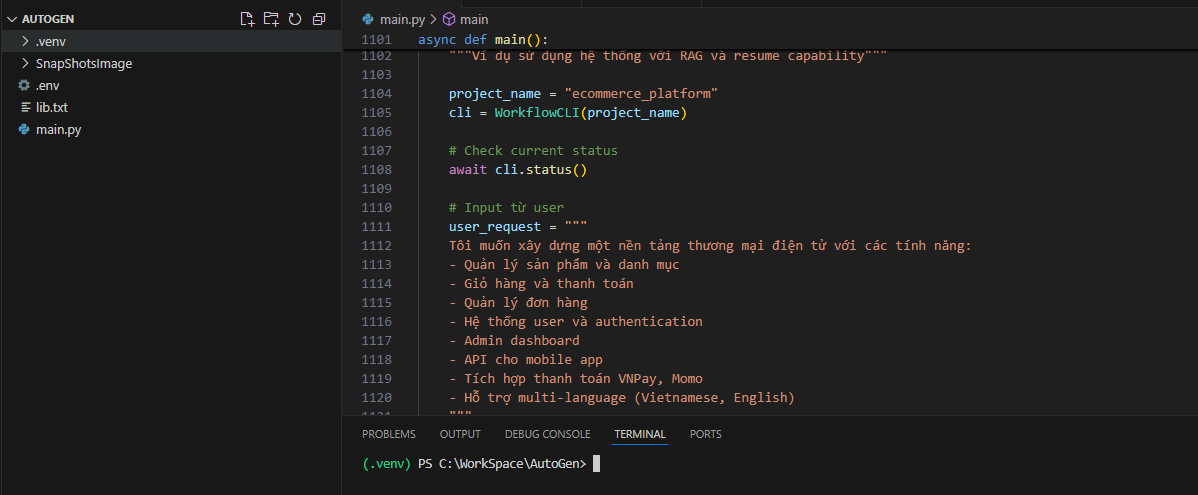 AUTOGEN
.venv
SnapShotsImage
.env
lib.txt
main.py
main.py > main
1101 async def main():
1102 """Ví dụ sử dụng hệ thống với RAG và resume capability"""
1103
1104 project_name = "ecommerce_platform"
1105 cli = WorkflowCLI(project_name)
1106
1107 # Check current status
1108 await cli.status()
1109
1110 # Input từ user
1111 user_request = """
1112 Tôi muốn xây dựng một nền tảng thương mại điện tử với các tính năng:
1113 - Quản lý sản phẩm và danh mục
1114 - Giỏ hàng và thanh toán
1115 - Quản lý đơn hàng
1116 - Hệ thống user và authentication
1117 - Admin dashboard
1118 - API cho mobile app
1119 - Tích hợp thanh toán VNPay, Momo
1120 - Hỗ trợ multi-language (Vietnamese, English)
1121 """
PROBLEMS OUTPUT DEBUG CONSOLE TERMINAL PORTS
(.venv) PS C:\WorkSpace\AutoGen>